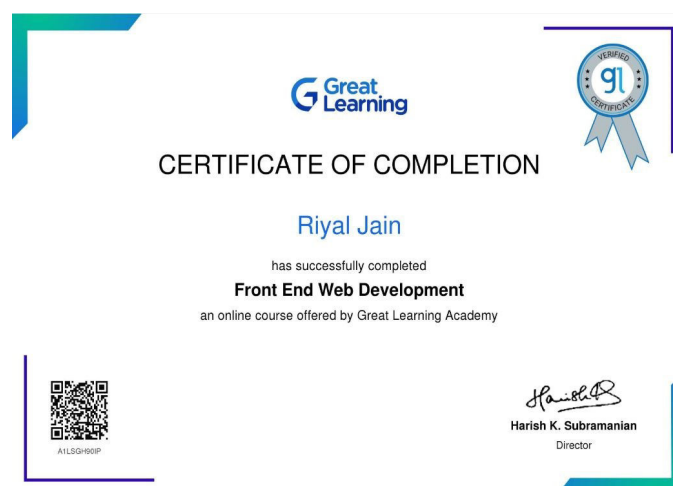 Great
Learning
VERIFIED
gl
CERTIFICATE
CERTIFICATE OF COMPLETION
Riyal Jain
has successfully completed
Front End Web Development
an online course offered by Great Learning Academy
A1LSGH90IP
Harish K. Subramanian
Director